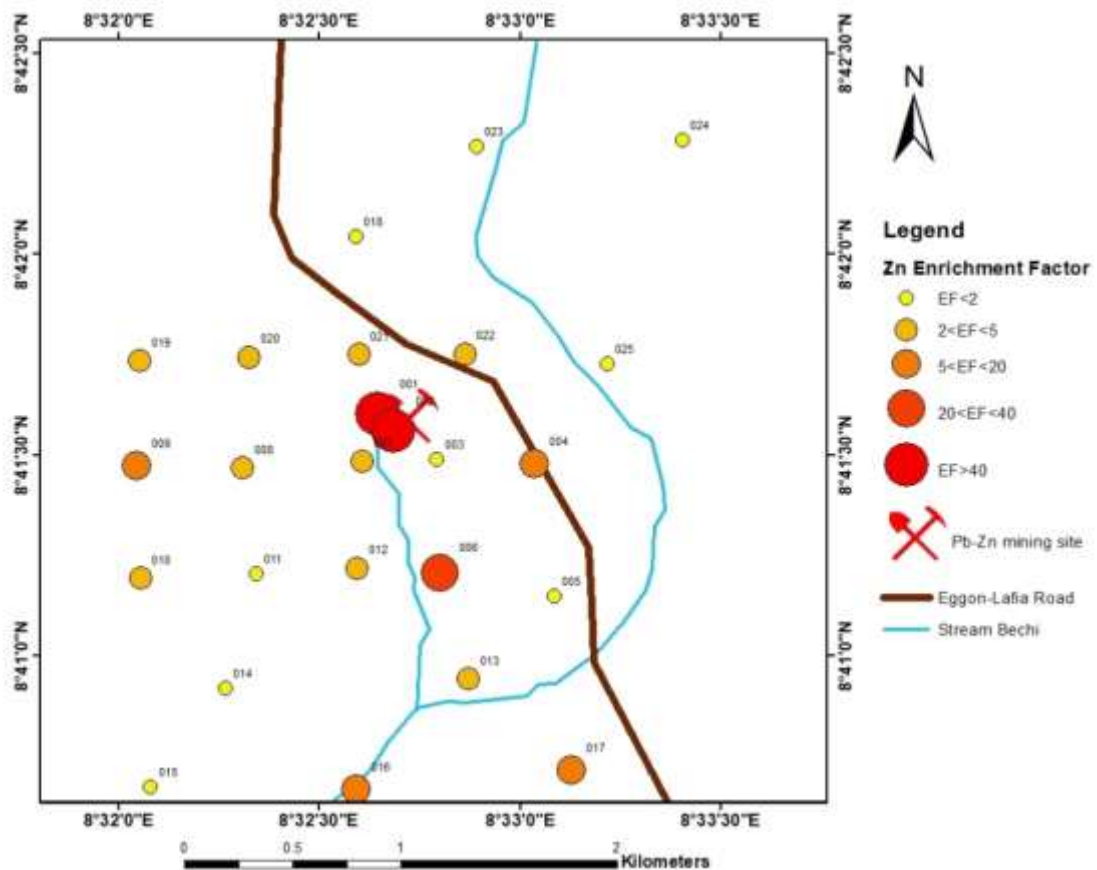 8°32'0"E 8°32'30"E 8°33'0"E 8°33'30"E
8°42'30"N 8°42'30"N
N
024
023
018
Legend
Zn Enrichment Factor
8°42'0"N 8°42'0"N
EF<2
2<EF<5
5<EF<20
20<EF<40
EF>40
Pb-Zn mining site
Eggon-Lafia Road
Stream Bechi
019 020 021 022
025
001
009 008 003 004
8°41'30"N 8°41'30"N
010 011 012 006
005
8°41'0"N 8°41'0"N
014 013
017
015 016
8°32'0"E 8°32'30"E 8°33'0"E 8°33'30"E
0 0.5 1 2
Kilometers